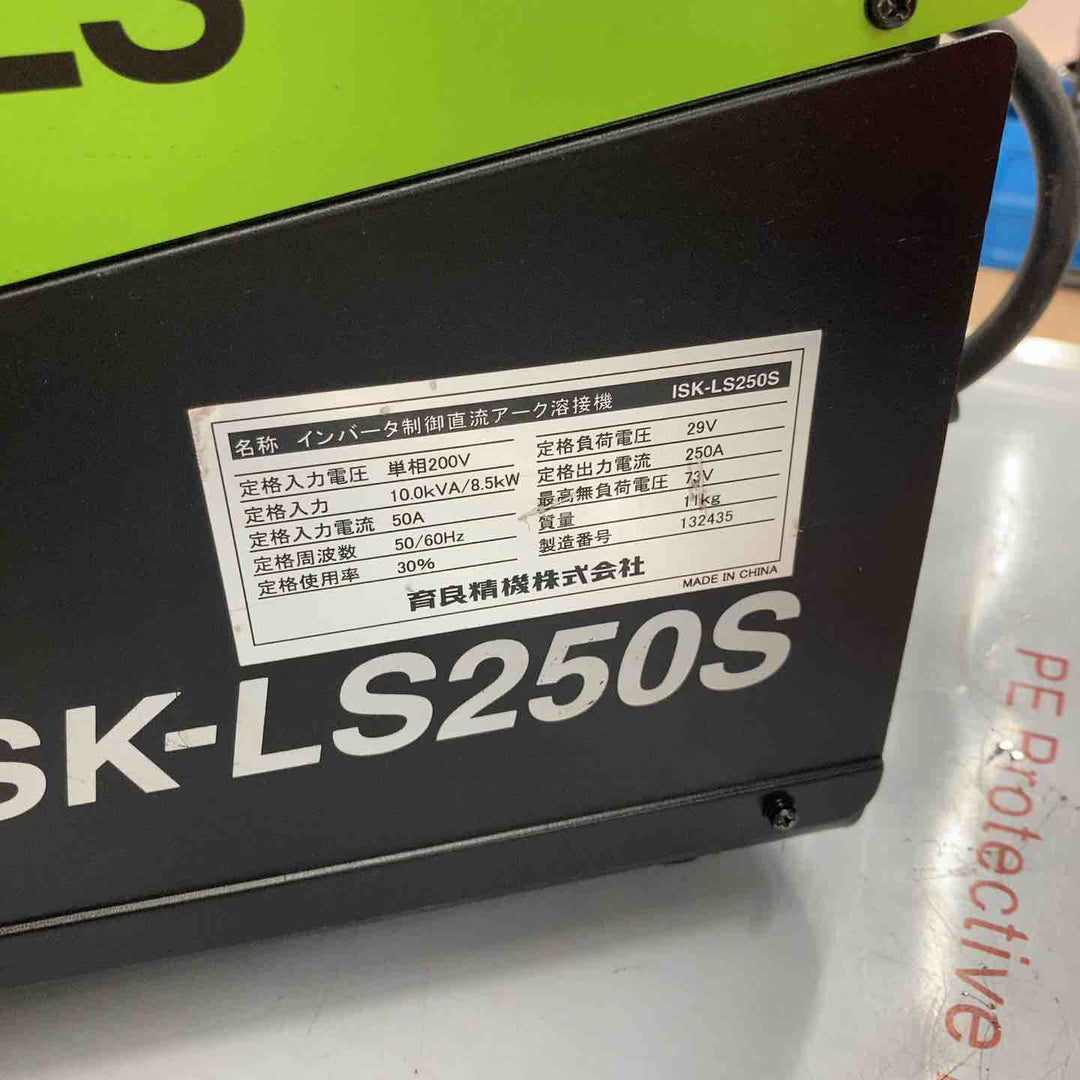 LS
名称 インバータ制御直流アーク溶接機 ISK-LS250S
定格入力電圧 単相200V
定格入力 10.0kVA/8.5kW
定格入力電流 50A
定格周波数 50/60Hz
定格使用率 30%
定格負荷電圧 29V
定格出力電流 250A
最高無負荷電圧 73V
質量 11kg
製造番号 132435
育良精機株式会社
MADE IN CHINA
SK-LS250S
PE Protective